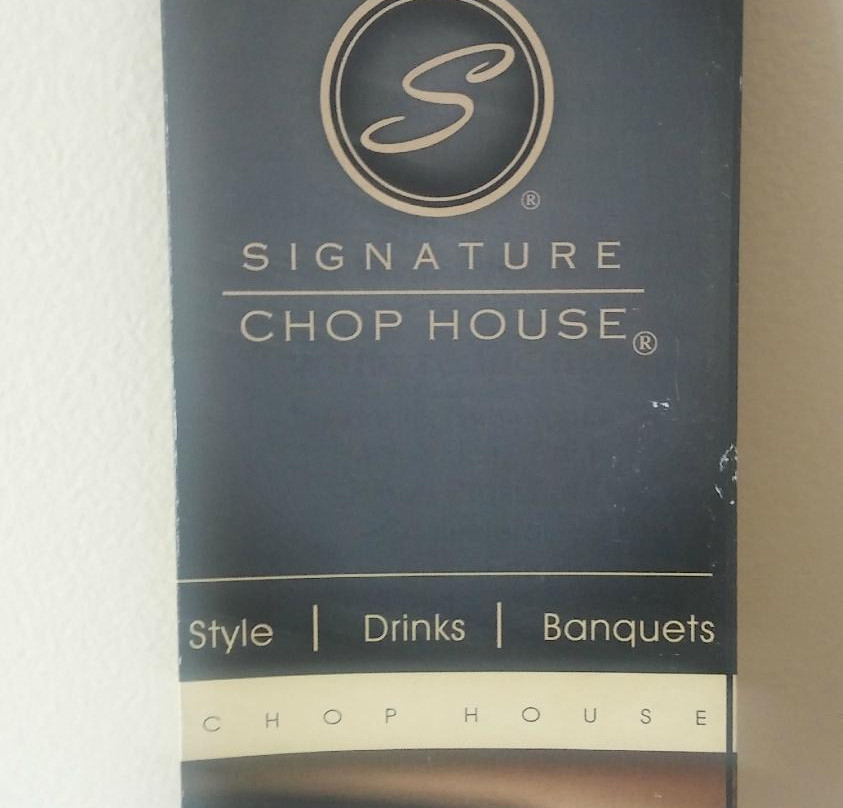 S
®
SIGNATURE
CHOP HOUSE®
Style | Drinks | Banquets
CHOP HOUSE